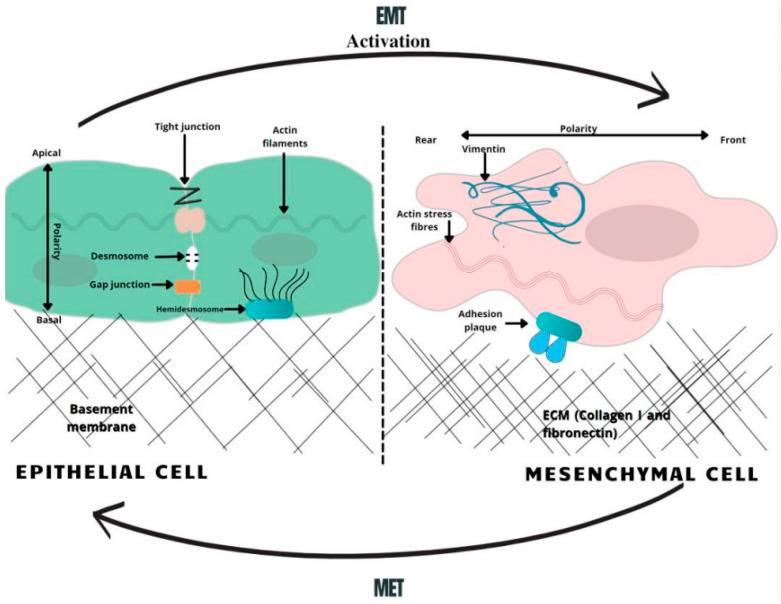 EMT
Activation
Tight junction
Actin
filaments
Apical
Polarity
Desmosome
Gap junction
Hemidesmosome
Basal
Basement
membrane
EPITHELIAL CELL
Polarity
Rear
Front
Vimentin
Actin stress
fibres
Adhesion
plaque
ECM (Collagen I and
fibronectin)
MESENCHYMAL CELL
MET